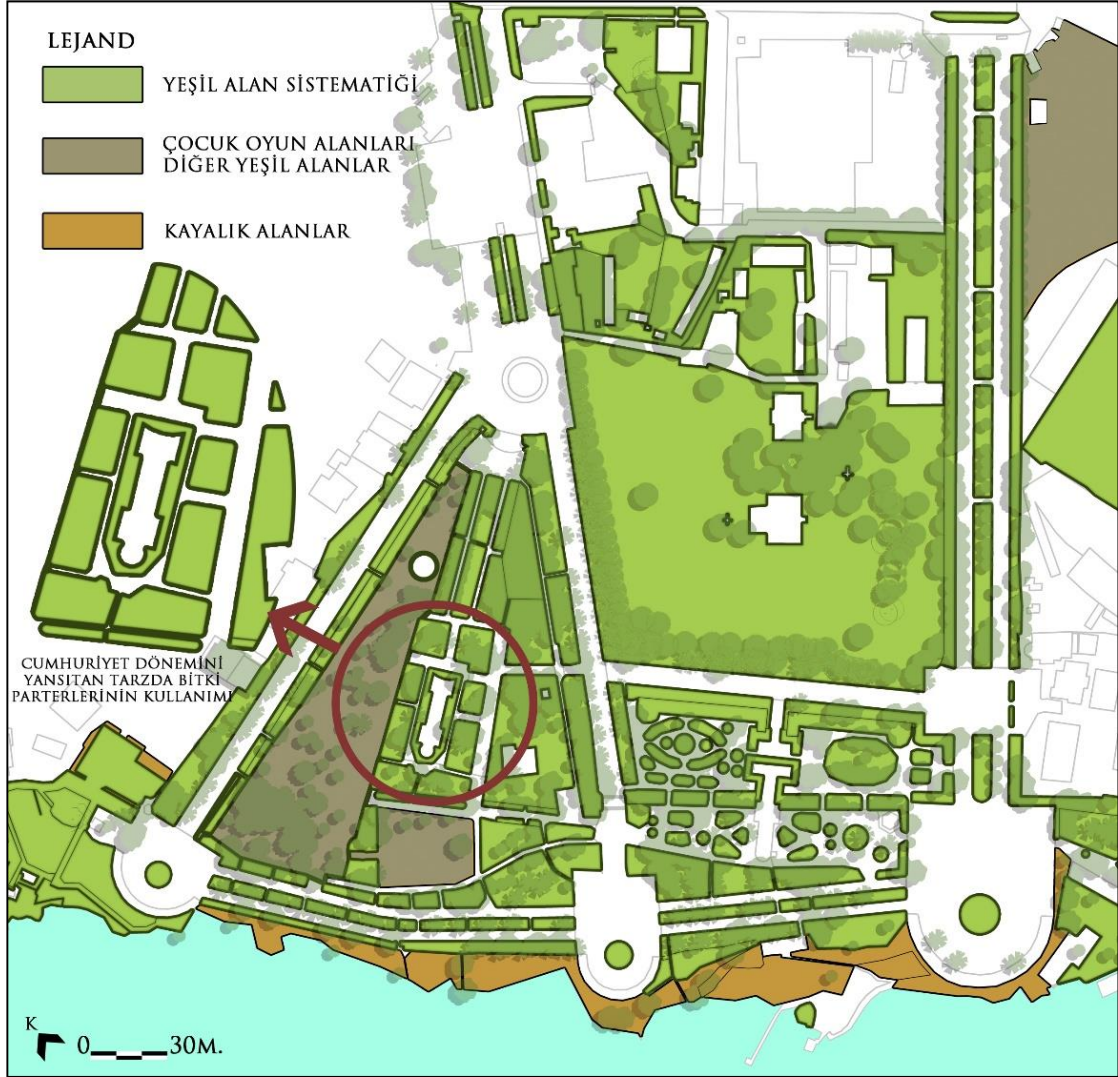 LEJAND
YEŞİL ALAN SİSTEMATİĞİ
ÇOCUK OYUN ALANLARI
DİĞER YEŞİL ALANLAR
KAYALIK ALANLAR
CUMHURİYET DÖNEMİNİ
YANSITAN TARZDA BİTKİ
PARTERLERİNİN KULLANIMI
K
0 30M.